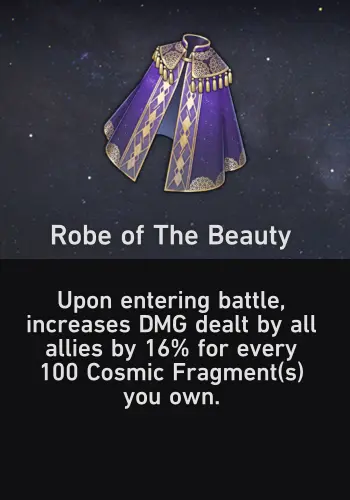 Robe of The Beauty
Upon entering battle,
increases DMG dealt by all
allies by 16% for every
100 Cosmic Fragment(s)
you own.